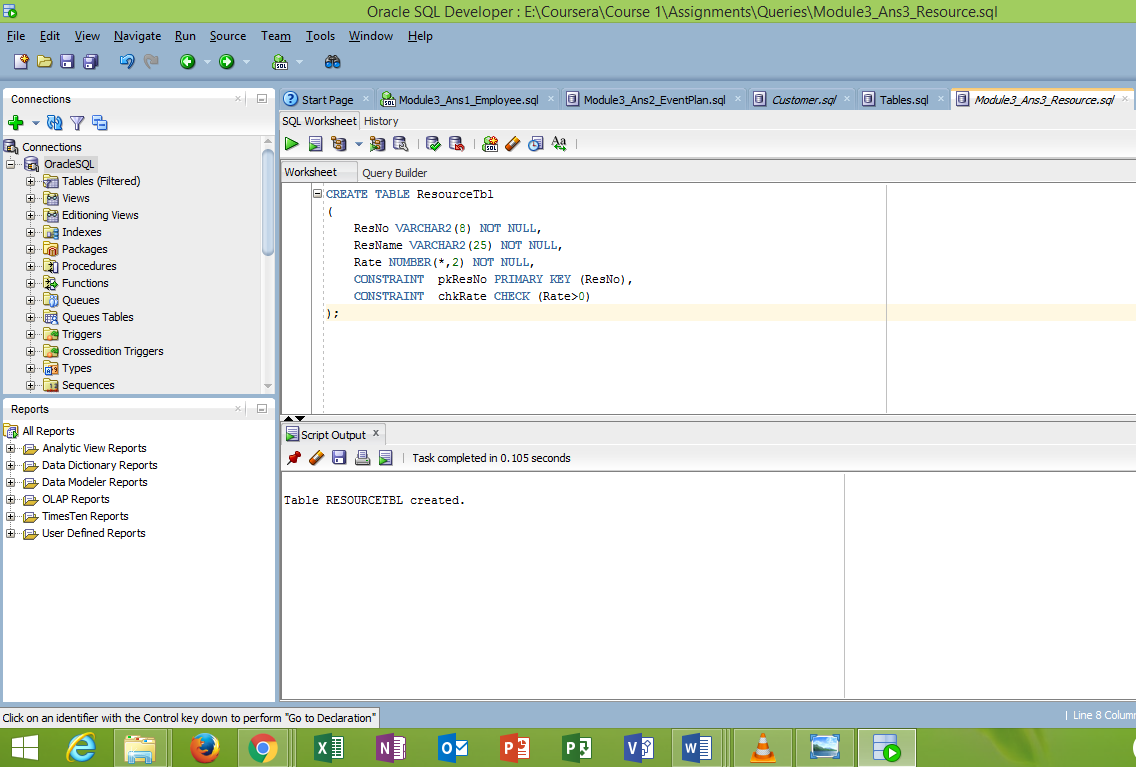 Oracle SQL Developer : E:\Coursera\Course 1\Assignments\Queries\Module3_Ans3_Resource.sql
File Edit View Navigate Run Source Team Tools Window Help
Connections
Connections
OracleSQL
Tables (Filtered)
Views
Editioning Views
Indexes
Packages
Procedures
Functions
Queues
Queues Tables
Triggers
Crossedition Triggers
Types
Sequences
Reports
All Reports
Analytic View Reports
Data Dictionary Reports
Data Modeler Reports
OLAP Reports
TimesTen Reports
User Defined Reports
Start Page Module3_Ans1_Employee.sql Module3_Ans2_EventPlan.sql Customer.sql Tables.sql Module3_Ans3_Resource.sql
SQL Worksheet History
Worksheet Query Builder
CREATE TABLE ResourceTbl
(
ResNo VARCHAR2(8) NOT NULL,
ResName VARCHAR2(25) NOT NULL,
Rate NUMBER(*,2) NOT NULL,
CONSTRAINT pkResNo PRIMARY KEY (ResNo),
CONSTRAINT chkRate CHECK (Rate>0)
);
Script Output
Task completed in 0.105 seconds
Table RESOURCETBL created.
Click on an identifier with the Control key down to perform "Go to Declaration"
| Line 8 Column